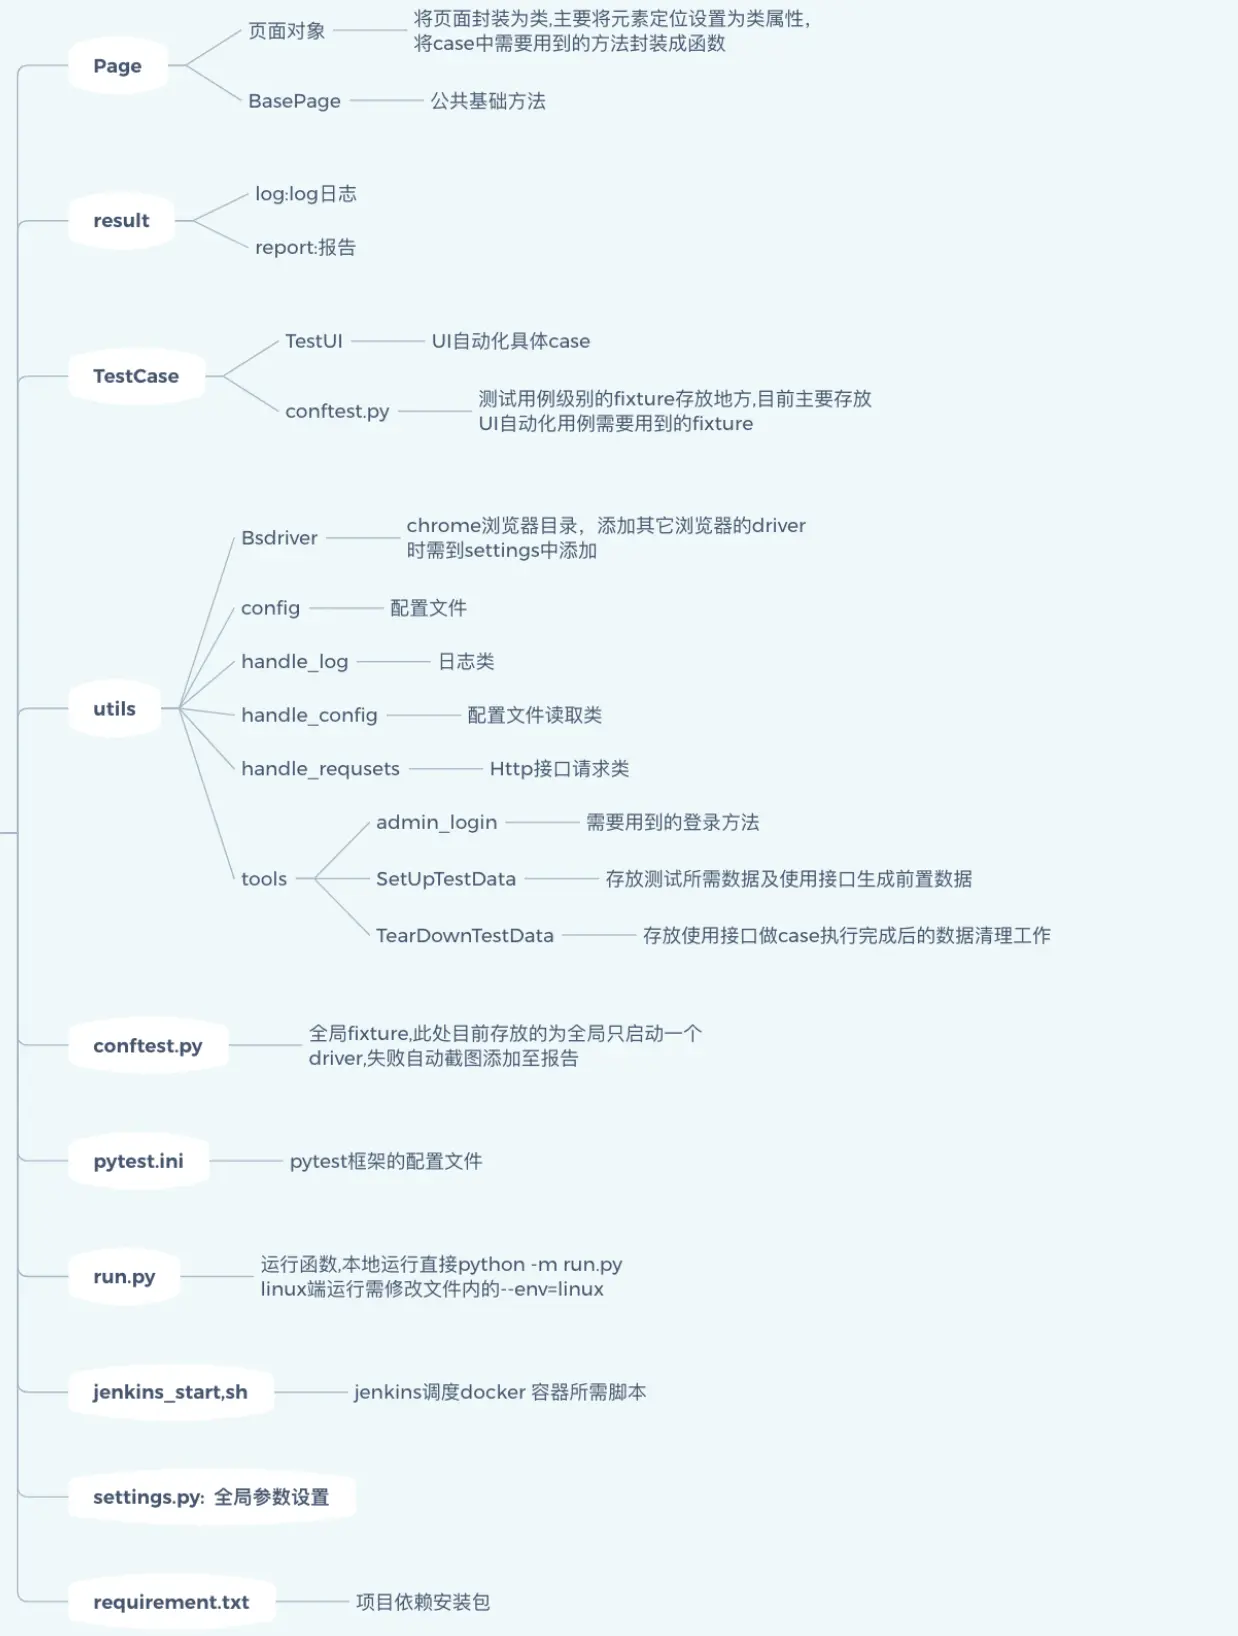 Page
页面对象
将页面封装为类,主要将元素定位设置为类属性,
将case中需要用到的方法封装成函数
BasePage
公共基础方法
result
log:log日志
report:报告
TestCase
TestUI
UI自动化具体case
conftest.py
测试用例级别的fixture存放地方,目前主要存放
UI自动化用例需要用到的fixture
utils
Bsdriver
chrome浏览器目录，添加其它浏览器的driver
时需到settings中添加
config
配置文件
handle_log
日志类
handle_config
配置文件读取类
handle_requsets
Http接口请求类
tools
admin_login
需要用到的登录方法
SetUpTestData
存放测试所需数据及使用接口生成前置数据
TearDownTestData
存放使用接口做case执行完成后的数据清理工作
conftest.py
全局fixture,此处目前存放的为全局只启动一个
driver,失败自动截图添加至报告
pytest.ini
pytest框架的配置文件
run.py
运行函数,本地运行直接python -m run.py
linux端运行需修改文件内的--env=linux
jenkins_start,sh
jenkins调度docker 容器所需脚本
settings.py: 全局参数设置
requirement.txt
项目依赖安装包